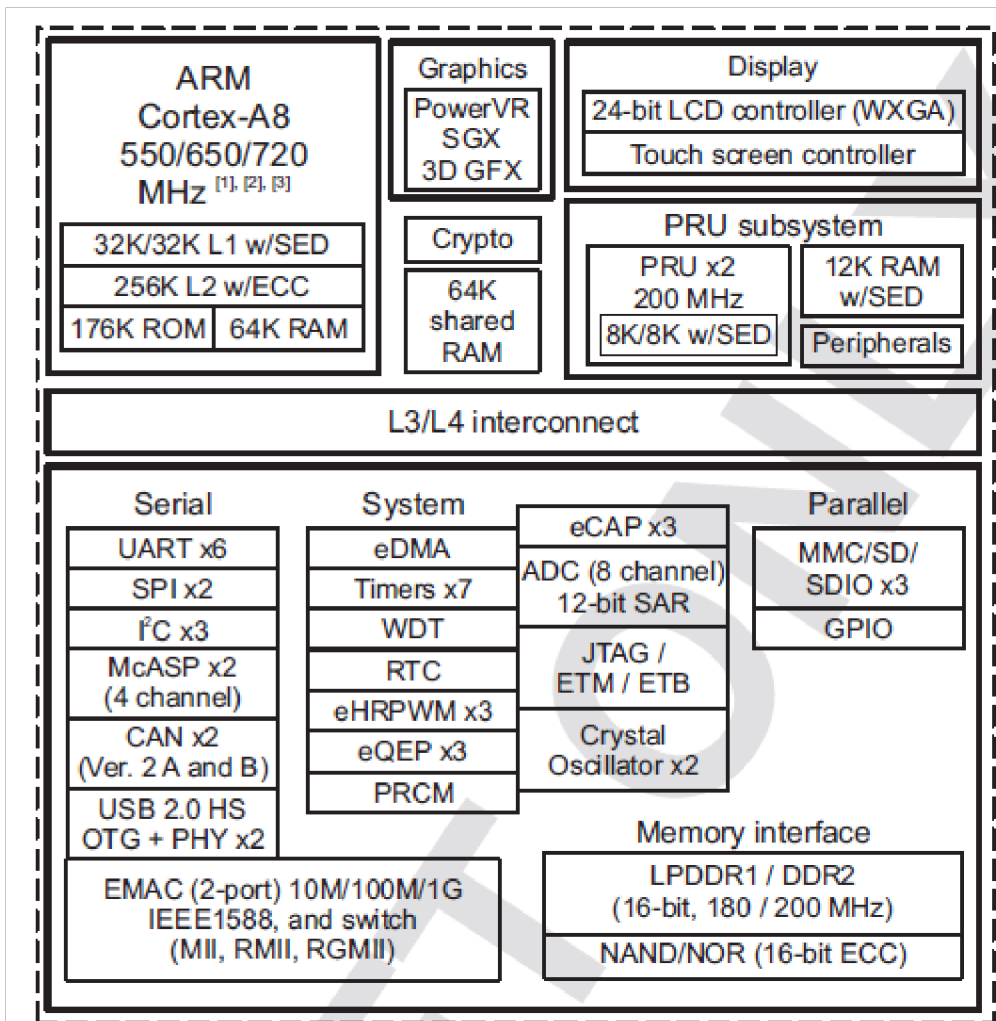 ARM
Cortex-A8
550/650/720
MHz [1], [2], [3]
32K/32K L1 w/SED
256K L2 w/ECC
176K ROM
64K RAM
Graphics
PowerVR
SGX
3D GFX
Crypto
64K
shared
RAM
Display
24-bit LCD controller (WXGA)
Touch screen controller
PRU subsystem
PRU x2
200 MHz
8K/8K w/SED
12K RAM
w/SED
Peripherals
L3/L4 interconnect
Serial
UART x6
SPI x2
I²C x3
McASP x2
(4 channel)
CAN x2
(Ver. 2 A and B)
USB 2.0 HS
OTG + PHY x2
EMAC (2-port) 10M/100M/1G
IEEE1588, and switch
(MII, RMII, RGMII)
System
eDMA
Timers x7
WDT
RTC
eHRPWM x3
eQEP x3
PRCM
eCAP x3
ADC (8 channel)
12-bit SAR
JTAG /
ETM / ETB
Crystal
Oscillator x2
Parallel
MMC/SD/
SDIO x3
GPIO
Memory interface
LPDDR1 / DDR2
(16-bit, 180 / 200 MHz)
NAND/NOR (16-bit ECC)
T ONLY